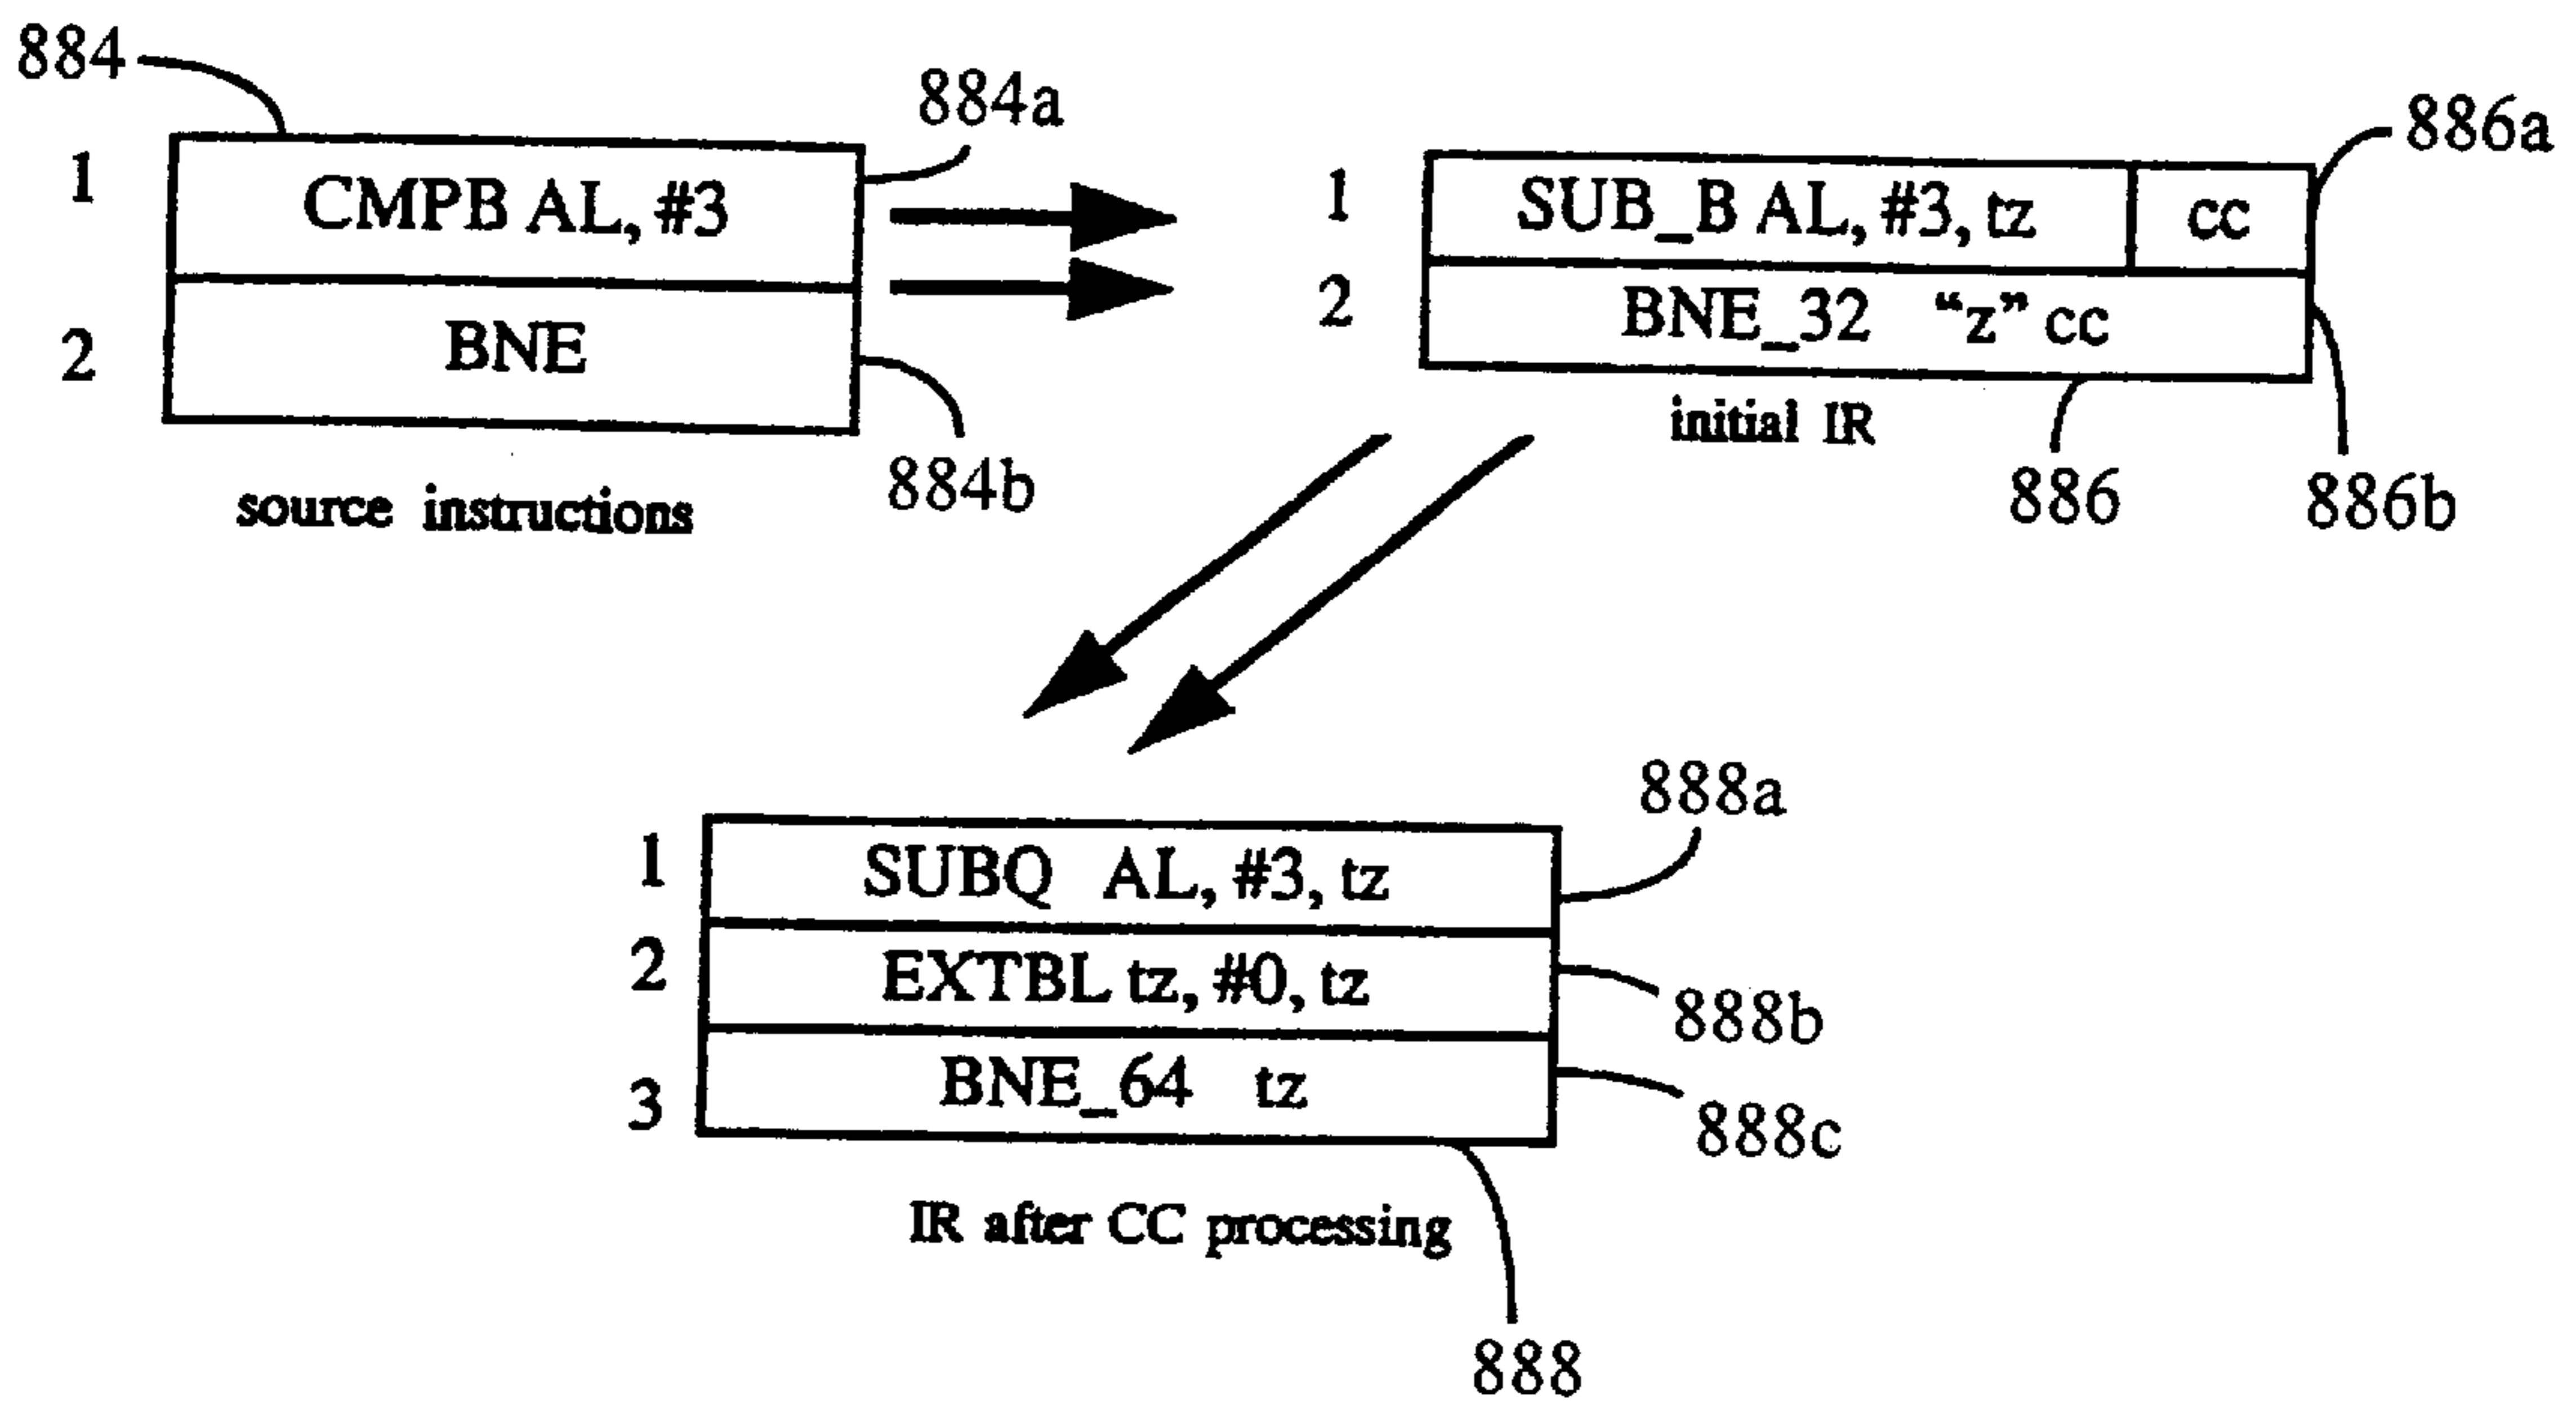 884
884a
1 CMPB AL, #3
2 BNE
884b
source instructions
886a
1 SUB_B AL, #3, tz cc
2 BNE_32 “z” cc
initial IR
886
886b
888a
1 SUBQ AL, #3, tz
2 EXTBL tz, #0, tz
888b
3 BNE_64 tz
888c
IR after CC processing
888